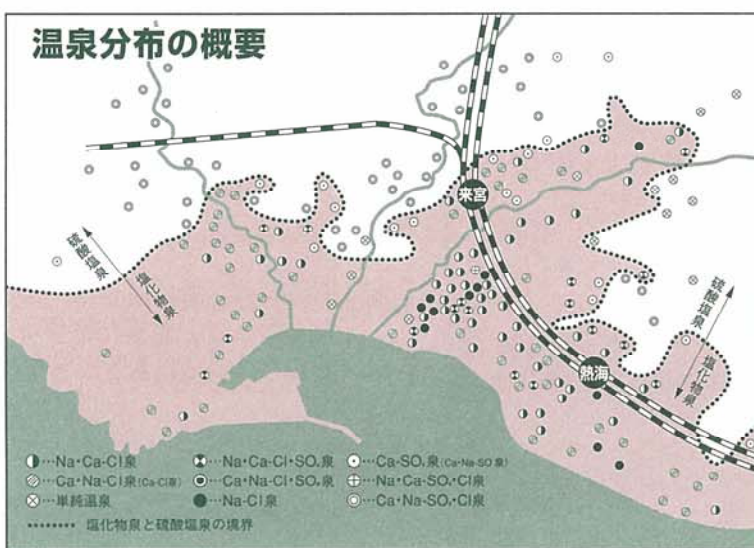 温泉分布の概要
来宮
硫酸塩泉
塩化物泉
硫酸塩泉
塩化物泉
熱海
…Na・Ca-Cl泉
…Na・Ca-Cl・SO₄泉
…Ca-SO₄泉(Ca・Na-SO₄泉)
…Ca・Na-Cl泉(Ca-Cl泉)
…Ca・Na-Cl・SO₄泉
…Na・Ca-SO₄・Cl泉
…単純温泉
…Na-Cl泉
…Ca・Na-SO₄・Cl泉
塩化物泉と硫酸塩泉の境界